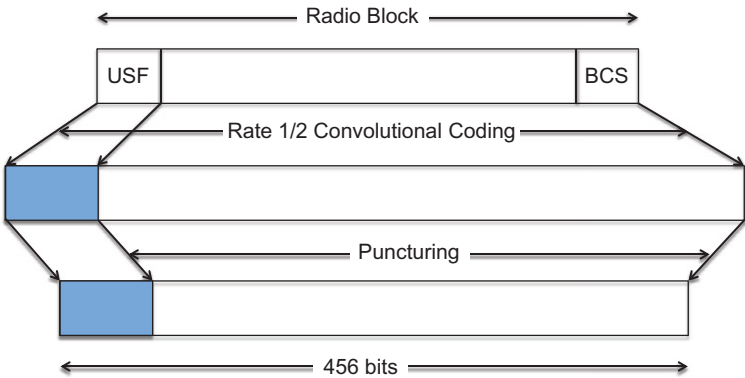 Radio Block
USF
BCS
Rate 1/2 Convolutional Coding
Puncturing
456 bits